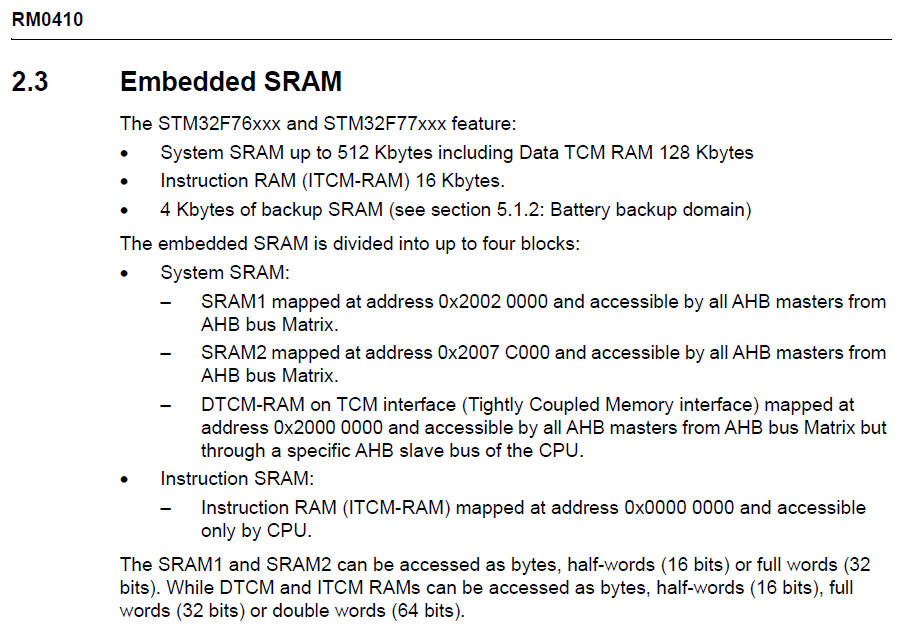 RM0410
2.3 Embedded SRAM
The STM32F76xxx and STM32F77xxx feature:
• System SRAM up to 512 Kbytes including Data TCM RAM 128 Kbytes
• Instruction RAM (ITCM-RAM) 16 Kbytes.
• 4 Kbytes of backup SRAM (see section 5.1.2: Battery backup domain)
The embedded SRAM is divided into up to four blocks:
• System SRAM:
– SRAM1 mapped at address 0x2002 0000 and accessible by all AHB masters from
AHB bus Matrix.
– SRAM2 mapped at address 0x2007 C000 and accessible by all AHB masters from
AHB bus Matrix.
– DTCM-RAM on TCM interface (Tightly Coupled Memory interface) mapped at
address 0x2000 0000 and accessible by all AHB masters from AHB bus Matrix but
through a specific AHB slave bus of the CPU.
• Instruction SRAM:
– Instruction RAM (ITCM-RAM) mapped at address 0x0000 0000 and accessible
only by CPU.
The SRAM1 and SRAM2 can be accessed as bytes, half-words (16 bits) or full words (32
bits). While DTCM and ITCM RAMs can be accessed as bytes, half-words (16 bits), full
words (32 bits) or double words (64 bits).